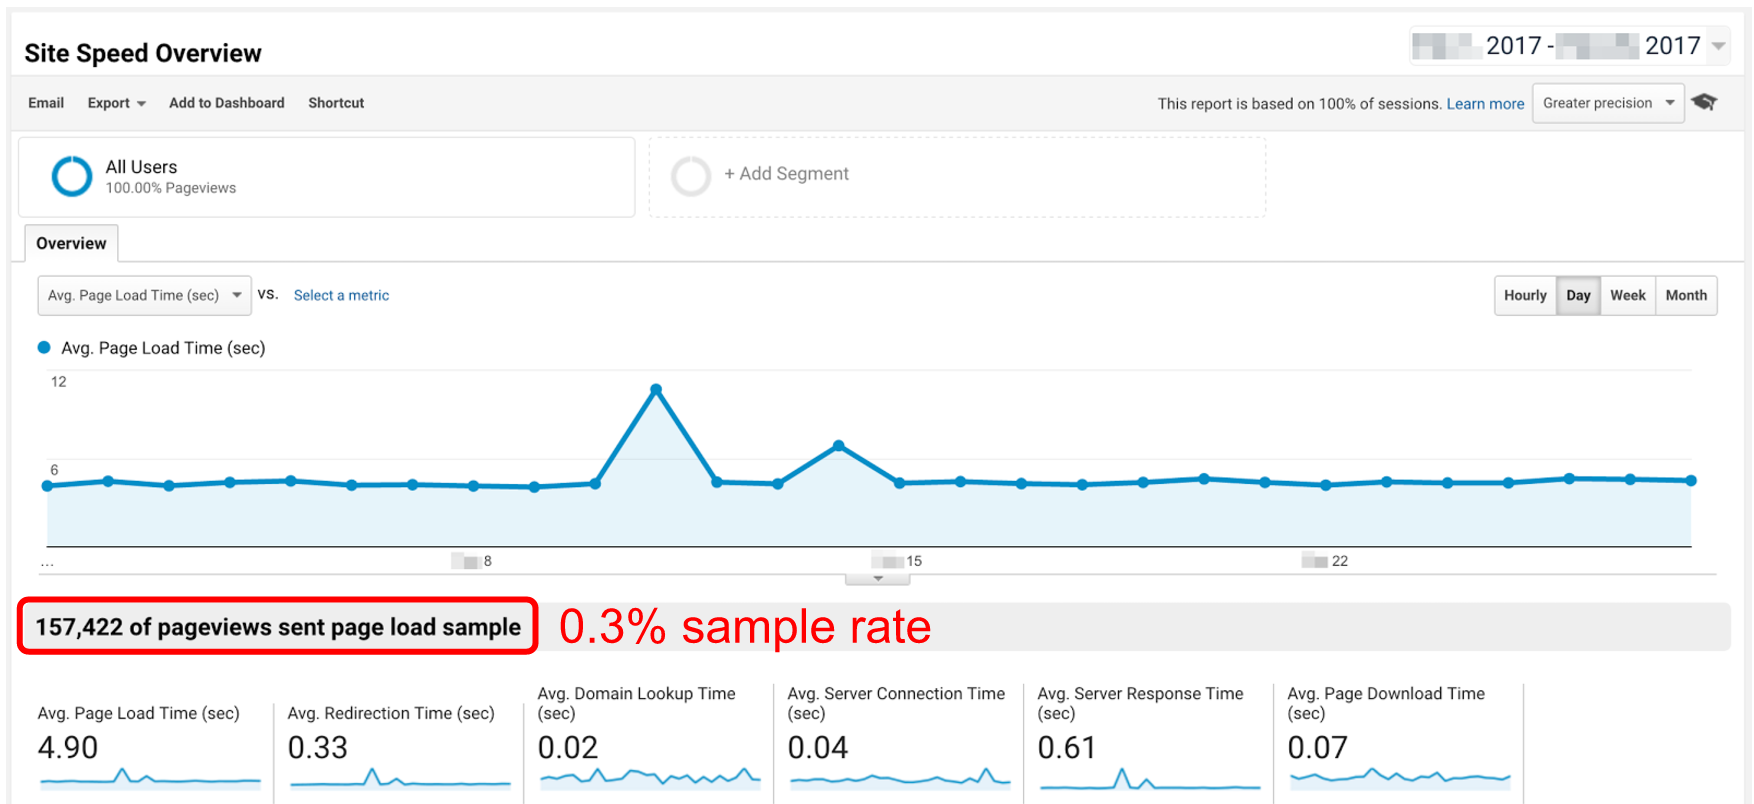 Site Speed Overview
2017 - 2017
Email Export Add to Dashboard Shortcut
This report is based on 100% of sessions. Learn more Greater precision
All Users
100.00% Pageviews
+ Add Segment
Overview
Avg. Page Load Time (sec) VS. Select a metric
Hourly Day Week Month
Avg. Page Load Time (sec)
12
6
... 8 15 22
157,422 of pageviews sent page load sample 0.3% sample rate
Avg. Page Load Time (sec)
4.90
Avg. Redirection Time (sec)
0.33
Avg. Domain Lookup Time
(sec)
0.02
Avg. Server Connection Time
(sec)
0.04
Avg. Server Response Time
(sec)
0.61
Avg. Page Download Time
(sec)
0.07